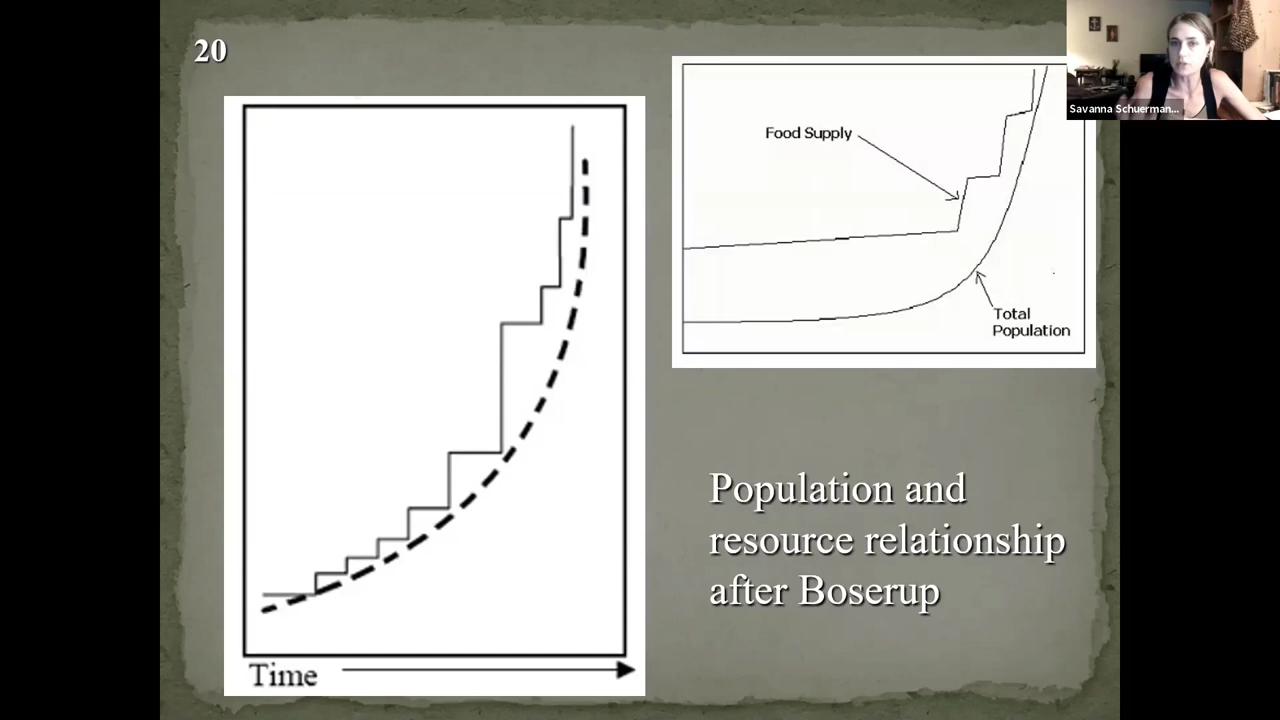 20
Food Supply
Total
Population
Time
Population and
resource relationship
after Boserup
Savanna Schuerman...